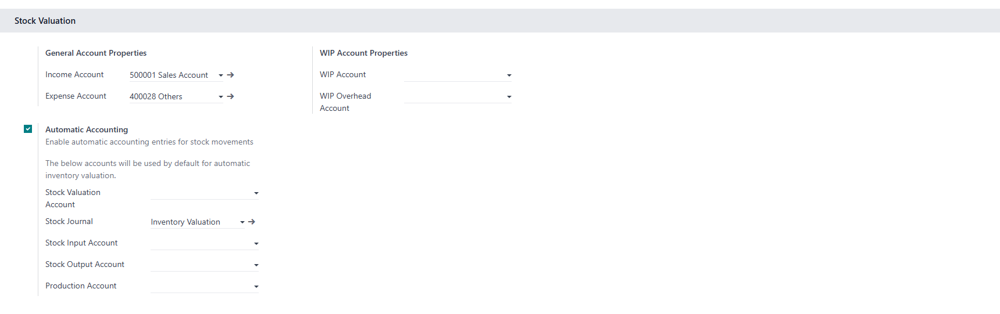 Stock Valuation
General Account Properties
Income Account 500001 Sales Account
Expense Account 400028 Others
WIP Account Properties
WIP Account
WIP Overhead
Account
Automatic Accounting
Enable automatic accounting entries for stock movements
The below accounts will be used by default for automatic
inventory valuation.
Stock Valuation
Account
Stock Journal Inventory Valuation
Stock Input Account
Stock Output Account
Production Account